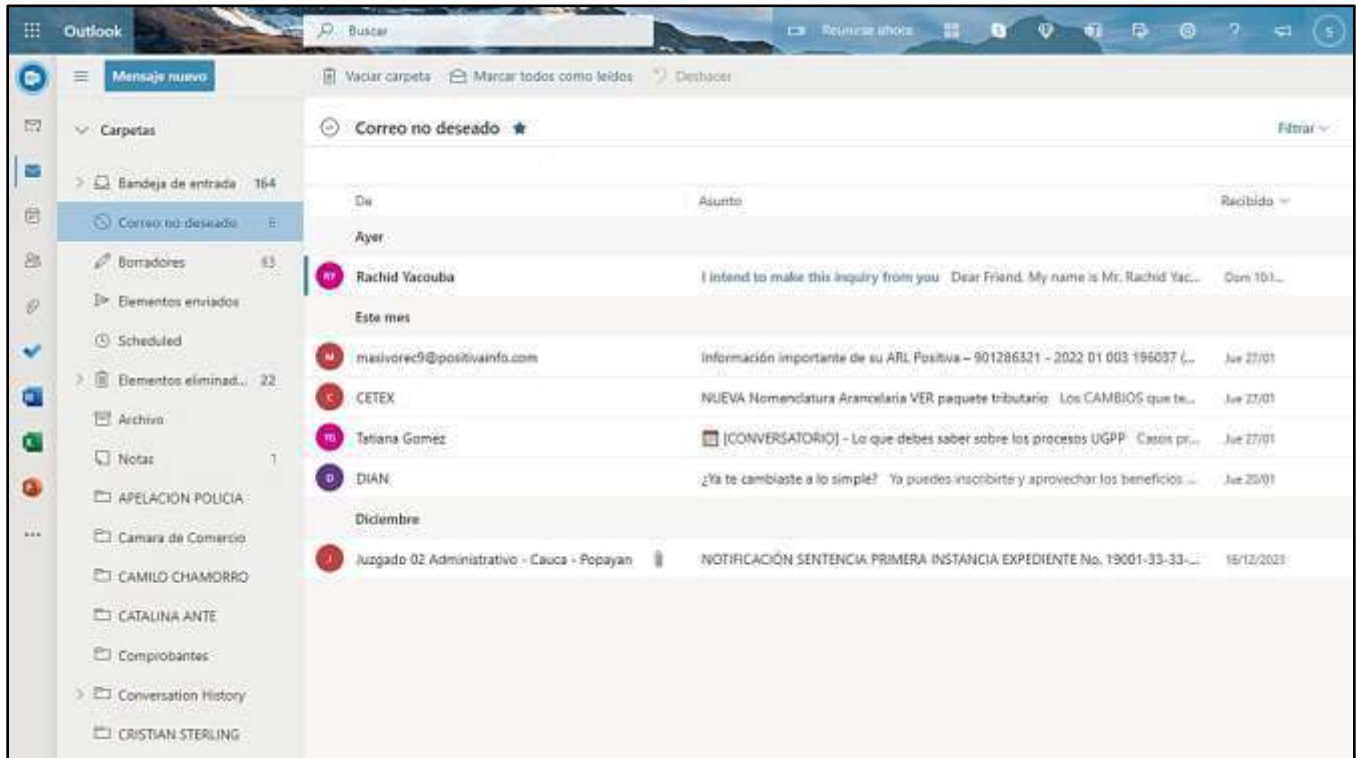 Outlook
Buscar
Reunirse ahora
S
Mensaje nuevo
Vaciar carpeta
Marcar todos como leídos
Deshacer
Carpetas
Correo no deseado
Filtrar
Bandeja de entrada 164
Correo no deseado
Borradores 63
Elementos enviados
Scheduled
Elementos eliminad... 22
Archivo
Notas 1
APELACION POLICIA
Camara de Comercio
CAMILO CHAMORRO
CATALINA ANTE
Comprobantes
Conversation History
CRISTIAN STERLING
De Asunto Recibido
Ayer
RY Rachid Yacouba I intend to make this inquiry from you Dear Friend. My name is Mr. Rachid Yac... Dom 10:1...
Este mes
M masivorec9@positivainfo.com Información importante de su ARL Positiva – 901286321 - 2022 01 003 196037 (... Jue 27/01
C CETEX NUEVA Nomenclatura Arancelaria VER paquete tributario Los CAMBIOS que te... Jue 27/01
TG Tatiana Gomez [CONVERSATORIO] - Lo que debes saber sobre los procesos UGPP Casos pr... Jue 27/01
D DIAN ¿Ya te cambiaste a lo simple? Ya puedes inscribirte y aprovechar los beneficios ... Jue 20/01
Diciembre
J Juzgado 02 Administrativo - Cauca - Popayan NOTIFICACIÓN SENTENCIA PRIMERA INSTANCIA EXPEDIENTE No. 19001-33-33-... 16/12/2021